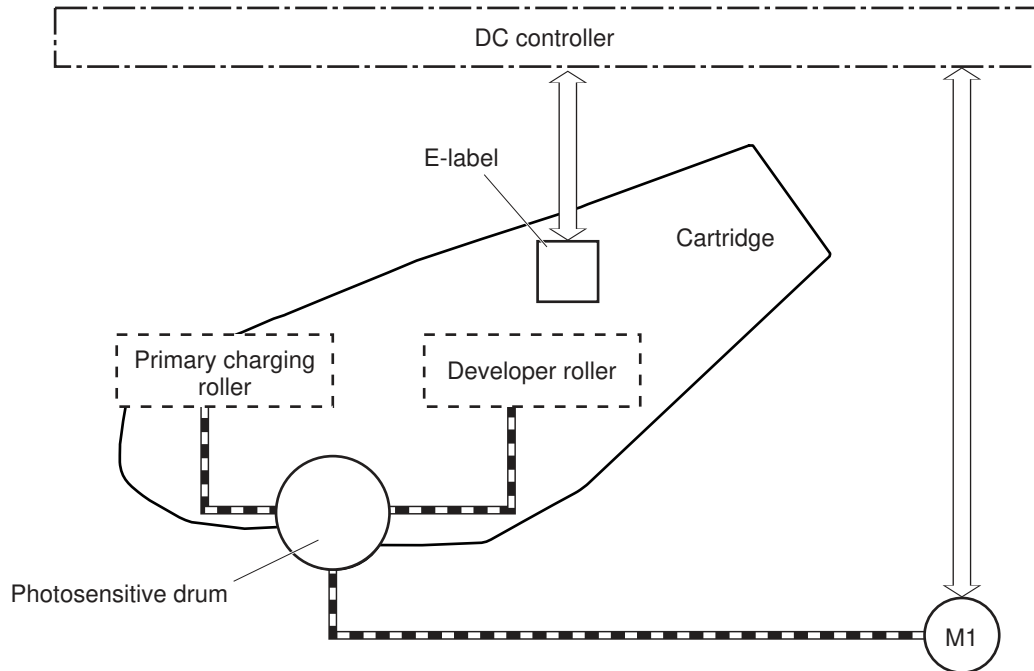 DC controller
E-label
Cartridge
Primary charging
roller
Developer roller
Photosensitive drum
M1